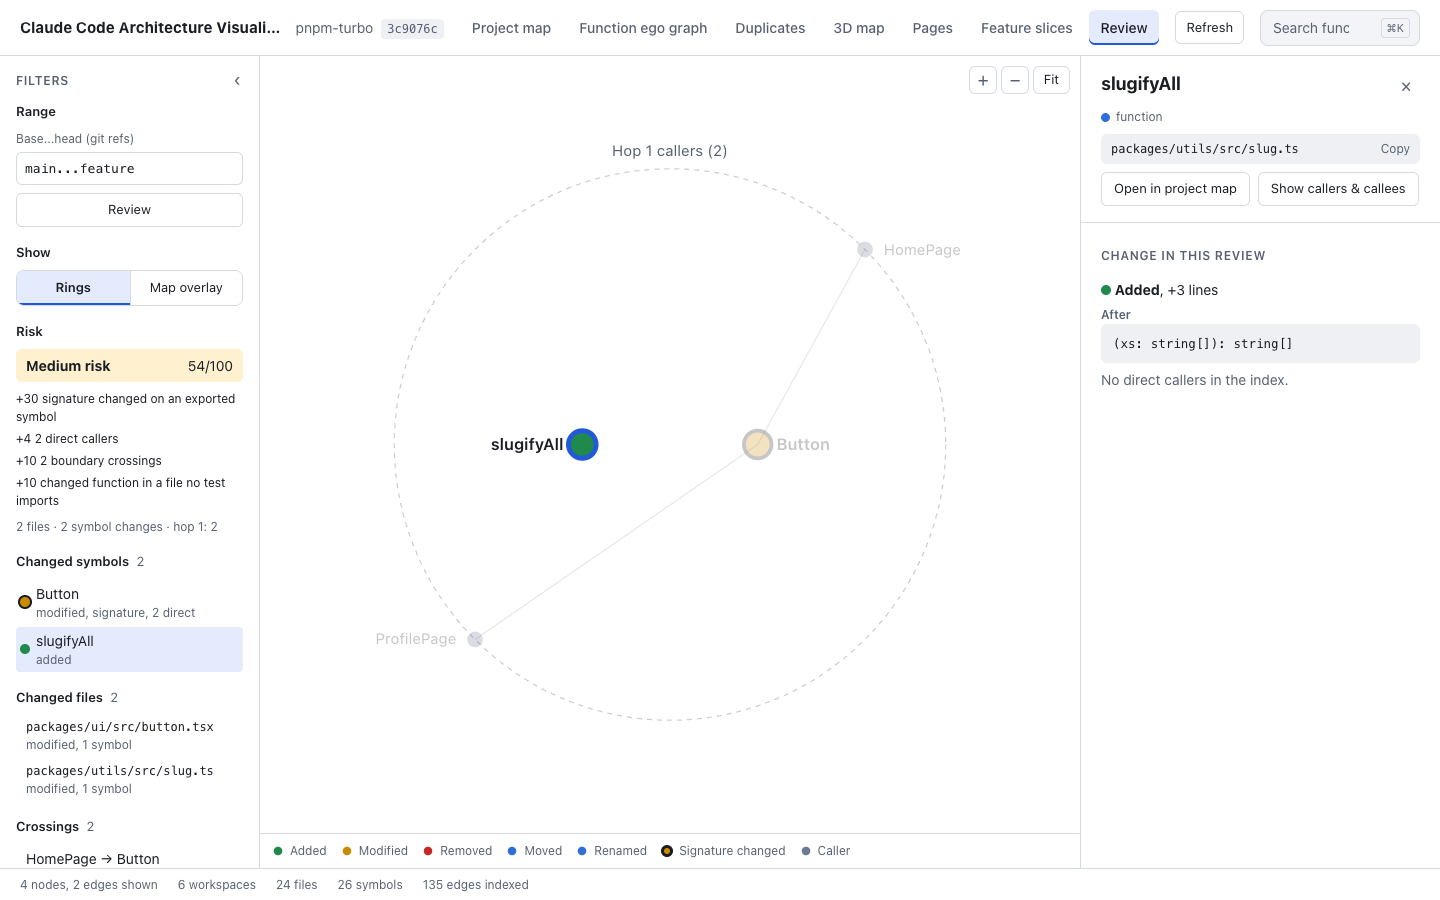 Claude Code Architecture Visuali... pnpm-turbo 3c9076c Project map Function ego graph Duplicates 3D map Pages Feature slices Review Refresh Search func ⌘K
FILTERS
Range
Base...head (git refs)
main...feature
Review
Show
Rings Map overlay
Risk
Medium risk 54/100
+30 signature changed on an exported
symbol
+4 2 direct callers
+10 2 boundary crossings
+10 changed function in a file no test
imports
2 files · 2 symbol changes · hop 1: 2
Changed symbols 2
Button
modified, signature, 2 direct
slugifyAll
added
Changed files 2
packages/ui/src/button.tsx
modified, 1 symbol
packages/utils/src/slug.ts
modified, 1 symbol
Crossings 2
HomePage → Button
+ − Fit
Hop 1 callers (2)
HomePage
slugifyAll
Button
ProfilePage
Added Modified Removed Moved Renamed Signature changed Caller
slugifyAll ×
function
packages/utils/src/slug.ts Copy
Open in project map Show callers & callees
CHANGE IN THIS REVIEW
Added, +3 lines
After
(xs: string[]): string[]
No direct callers in the index.
4 nodes, 2 edges shown 6 workspaces 24 files 26 symbols 135 edges indexed